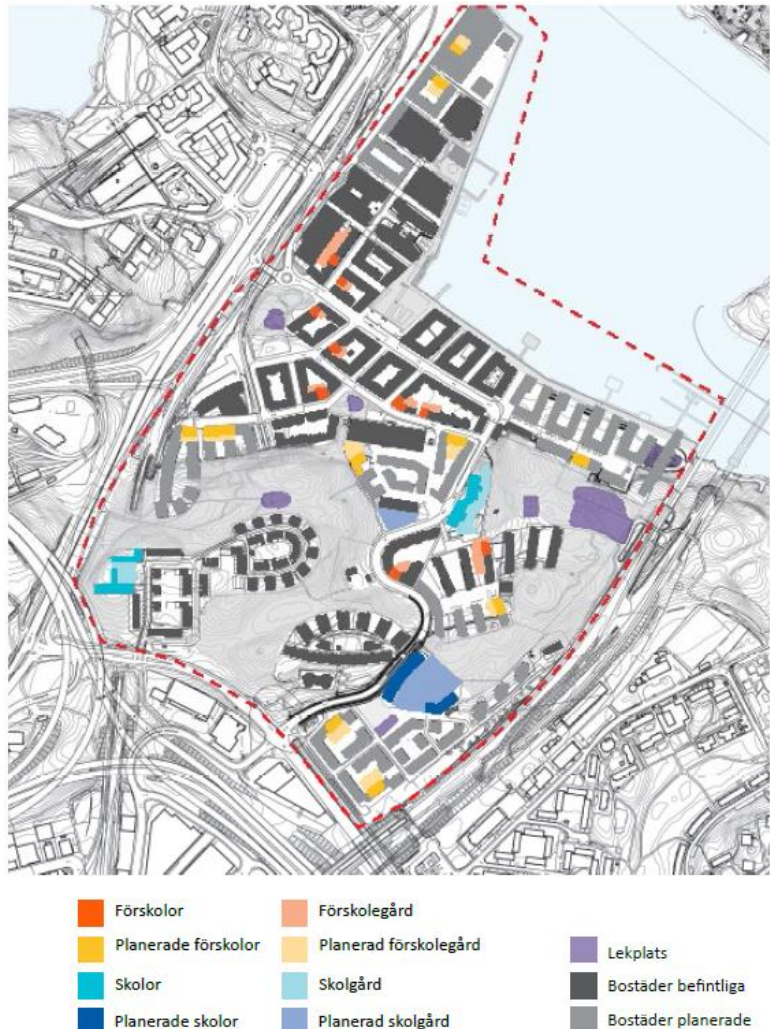 Förskolor
Förskolegård
Planerade förskolor
Planerad förskolegård
Lekplats
Skolor
Skolgård
Bostäder befintliga
Planerade skolor
Planerad skolgård
Bostäder planerade